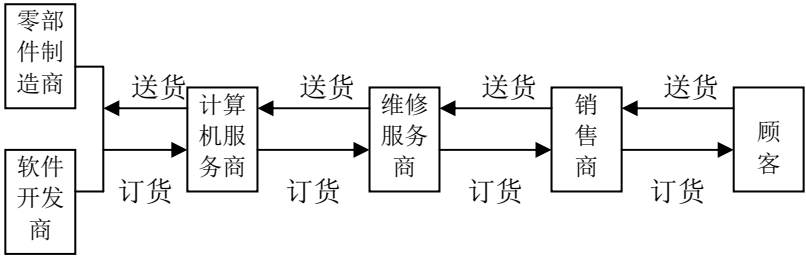 零部
件制
造商
软件
开发
商
送货
订货
计算
机服
务商
送货
订货
维修
服务
商
送货
订货
销
售
商
送货
订货
顾
客